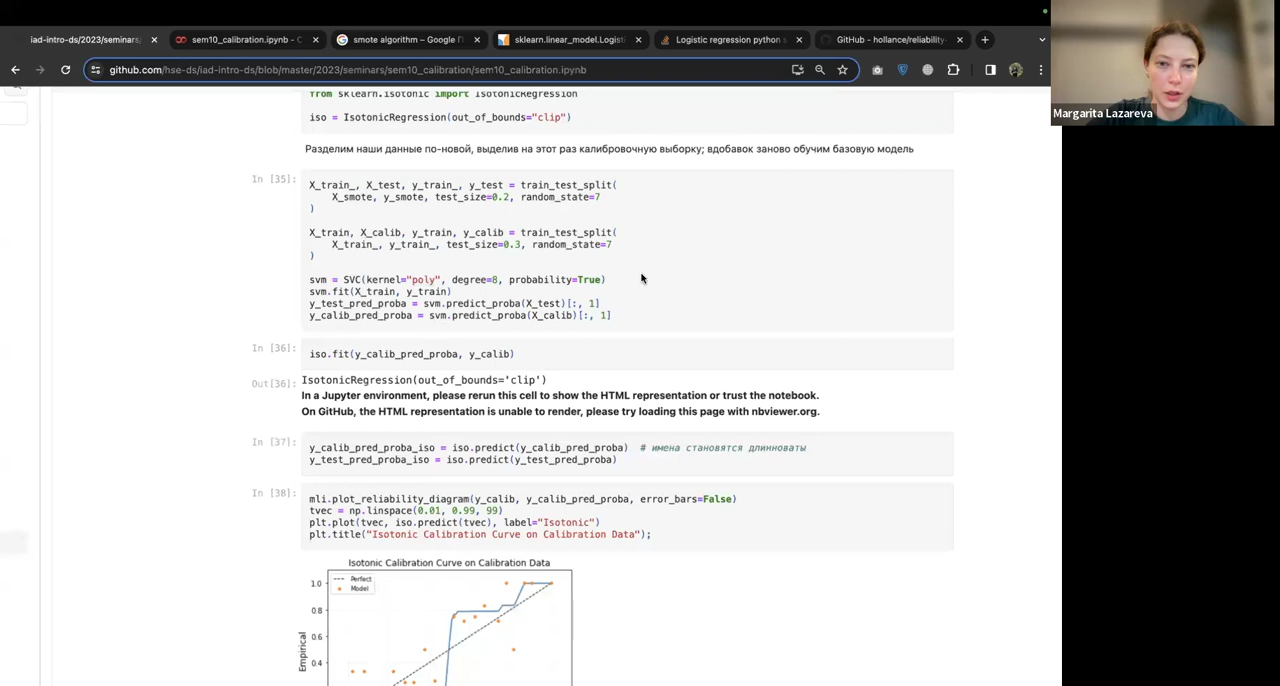 iad-intro-ds/2023/seminars/
sem10_calibration.ipynb - C
smote algorithm – Google П
sklearn.linear_model.Logisti
Logistic regression python s
GitHub - hollance/reliability-
github.com/hse-ds/iad-intro-ds/blob/master/2023/seminars/sem10_calibration/sem10_calibration.ipynb
Margarita Lazareva
from sklearn.isotonic import IsotonicRegression
iso = IsotonicRegression(out_of_bounds="clip")
Разделим наши данные по-новой, выделив на этот раз калибровочную выборку; вдобавок заново обучим базовую модель
In [35]:
X_train_, X_test, y_train_, y_test = train_test_split(
X_smote, y_smote, test_size=0.2, random_state=7
)
X_train, X_calib, y_train, y_calib = train_test_split(
X_train_, y_train_, test_size=0.3, random_state=7
)
svm = SVC(kernel="poly", degree=8, probability=True)
svm.fit(X_train, y_train)
y_test_pred_proba = svm.predict_proba(X_test)[:, 1]
y_calib_pred_proba = svm.predict_proba(X_calib)[:, 1]
In [36]:
iso.fit(y_calib_pred_proba, y_calib)
Out[36]:
IsotonicRegression(out_of_bounds='clip')
In a Jupyter environment, please rerun this cell to show the HTML representation or trust the notebook.
On GitHub, the HTML representation is unable to render, please try loading this page with nbviewer.org.
In [37]:
y_calib_pred_proba_iso = iso.predict(y_calib_pred_proba) # имена становятся длинноваты
y_test_pred_proba_iso = iso.predict(y_test_pred_proba)
In [38]:
mli.plot_reliability_diagram(y_calib, y_calib_pred_proba, error_bars=False)
tvec = np.linspace(0.01, 0.99, 99)
plt.plot(tvec, iso.predict(tvec), label="Isotonic")
plt.title("Isotonic Calibration Curve on Calibration Data");
Isotonic Calibration Curve on Calibration Data
Perfect
Model
1.0
0.8
0.6
0.4
Empirical